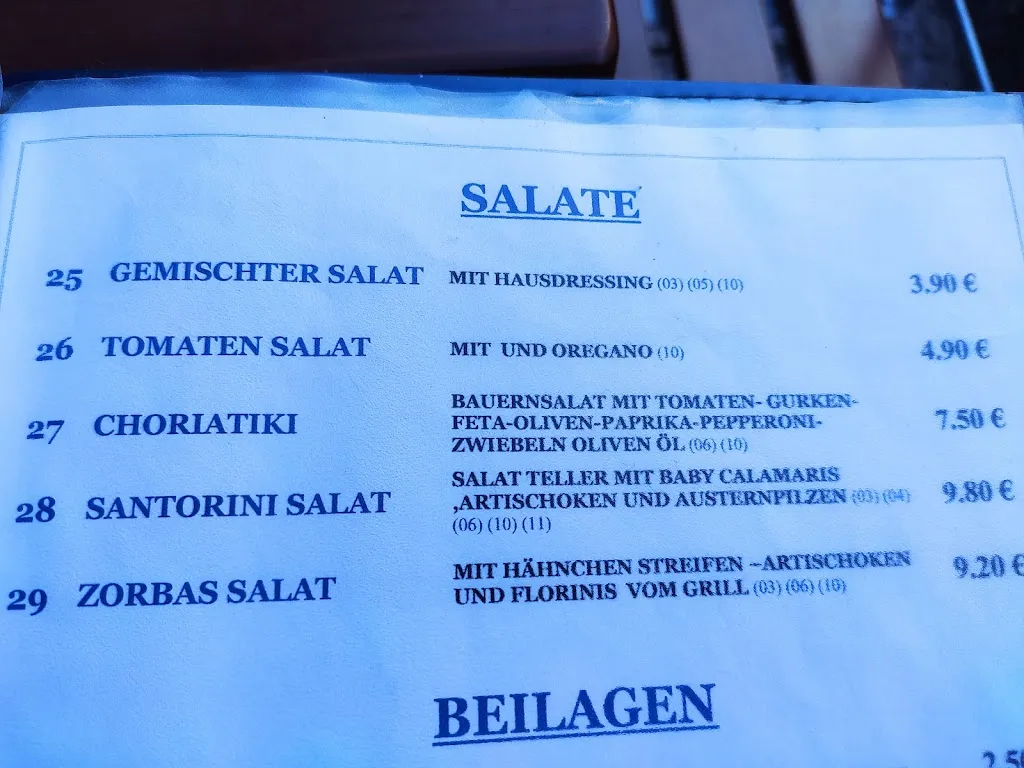 SALATE
25 GEMISCHTER SALAT MIT HAUSDRESSING (03) (05) (10) 3.90 €
26 TOMATEN SALAT MIT UND OREGANO (10) 4.90 €
27 CHORIATIKI BAUERNSALAT MIT TOMATEN- GURKEN-
FETA-OLIVEN-PAPRIKA-PEPPERONI-
ZWIEBELN OLIVEN ÖL (06) (10) 7.50 €
28 SANTORINI SALAT SALAT TELLER MIT BABY CALAMARIS
,ARTISCHOKEN UND AUSTERNPILZEN (03) (04)
(06) (10) (11) 9.80 €
29 ZORBAS SALAT MIT HÄHNCHEN STREIFEN –ARTISCHOKEN
UND FLORINIS VOM GRILL (03) (06) (10) 9.20 €
BEILAGEN